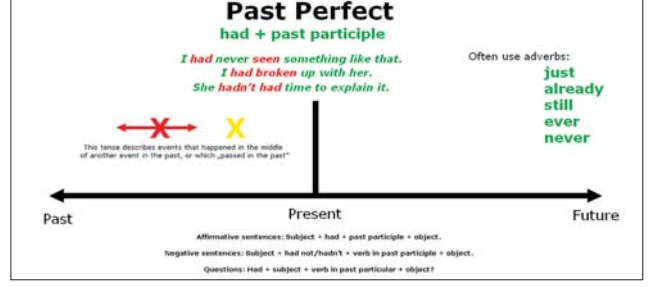 Past Perfect
had + past participle
I had never seen something like that.
I had broken up with her.
She hadn't had time to explain it.
Often use adverbs:
just
already
still
ever
never
X X
This tense describes events that happened in the middle
of another event in the past, or which „passed in the past"
Past
Present
Future
Affirmative sentences: Subject + had + past participle + object.
Negative sentences: Subject + had not/hadn't + verb in past participle + object.
Questions: Had + subject + verb in past particular + object?